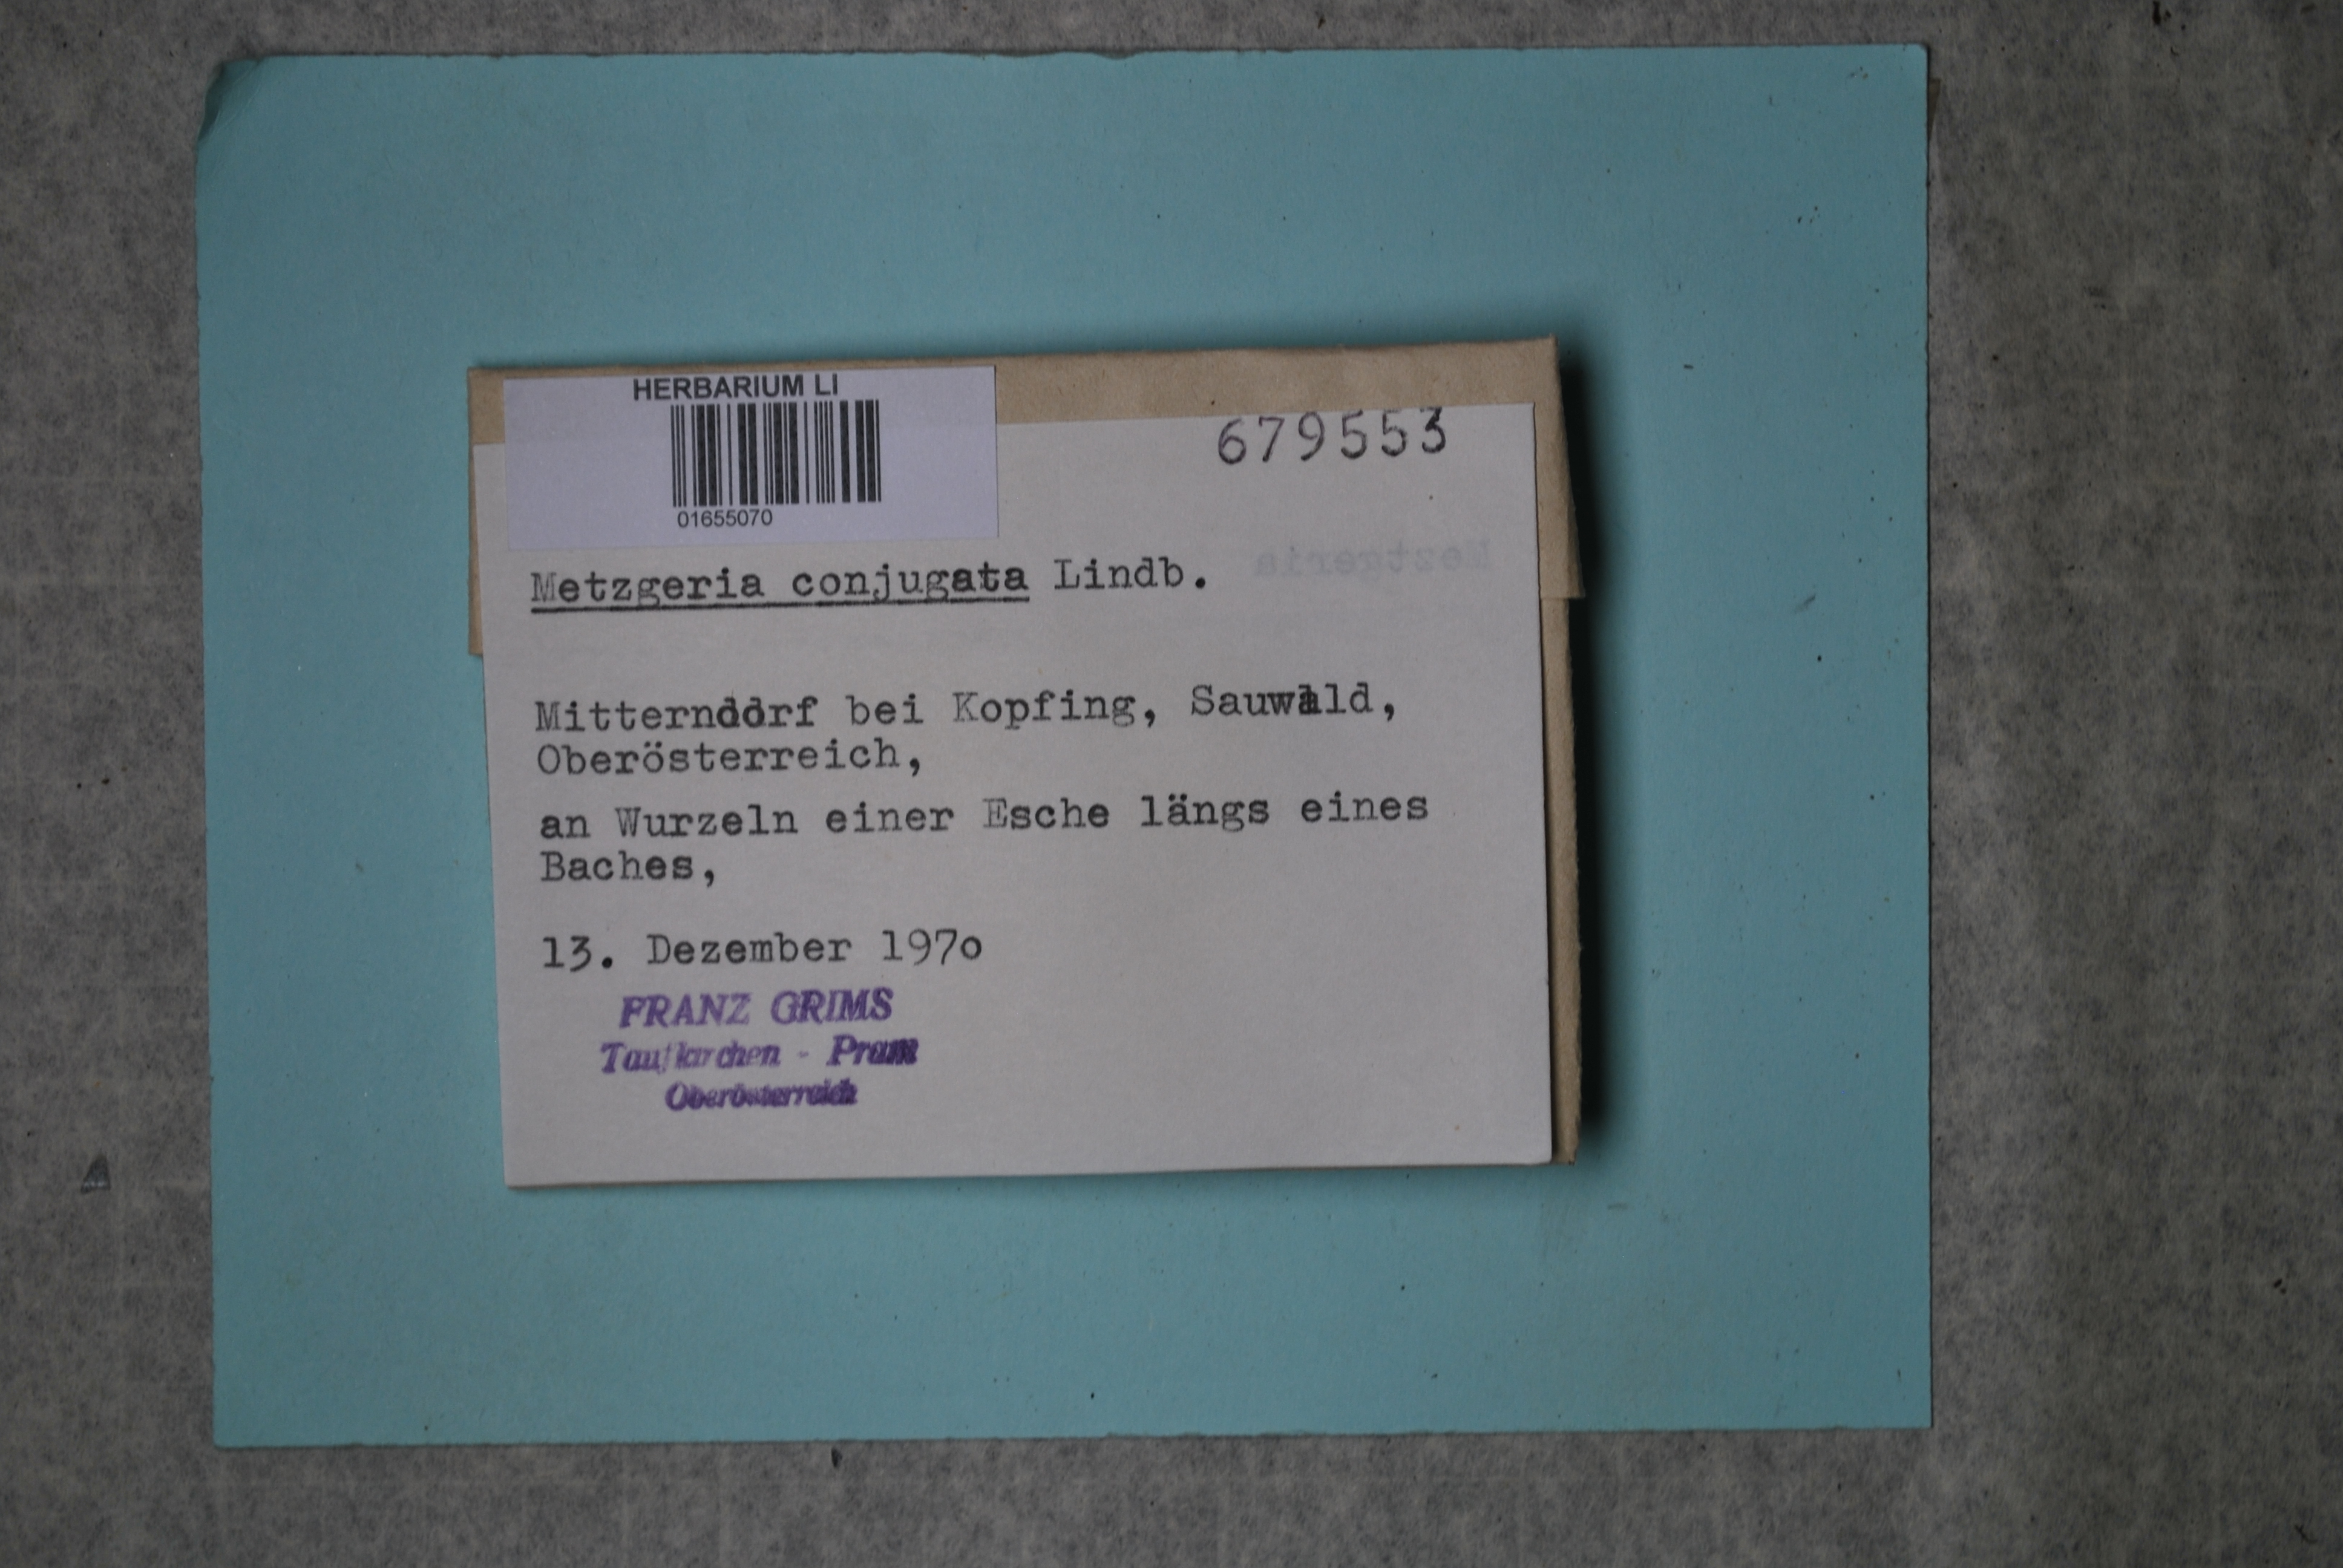 HERBARIUM LI
01655070
679553
Metzgeria
Metzgeria conjugata Lindb.
Mitterndorf bei Kopfing, Sauwald,
Oberösterreich,
an Wurzeln einer Esche längs eines
Baches,
13. Dezember 197o
FRANZ GRIMS
Taufkirchen - Pram
Oberösterreich